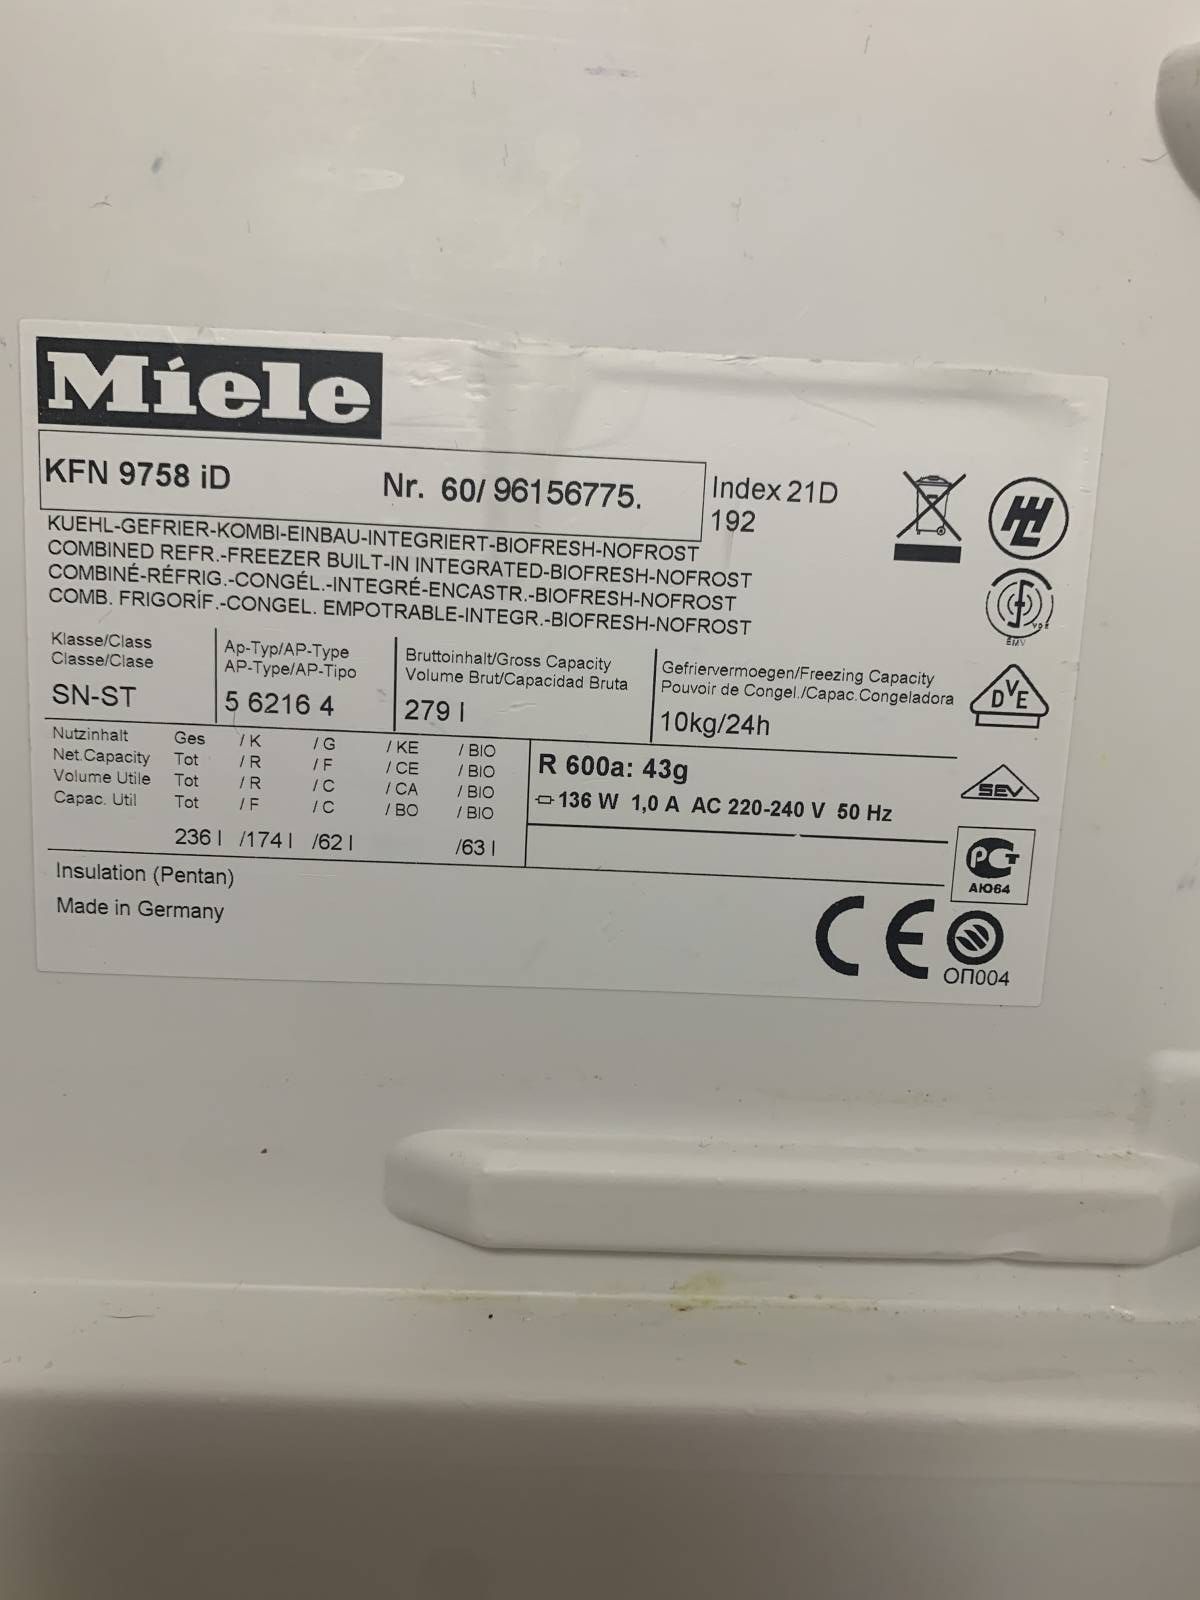 Miele
KFN 9758 iD Nr. 60/ 96156775. Index 21D
192
KUEHL-GEFRIER-KOMBI-EINBAU-INTEGRIERT-BIOFRESH-NOFROST
COMBINED REFR.-FREEZER BUILT-IN INTEGRATED-BIOFRESH-NOFROST
COMBINÉ-RÉFRIG.-CONGÉL.-INTEGRÉ-ENCASTR.-BIOFRESH-NOFROST
COMB. FRIGORÍF.-CONGEL. EMPOTRABLE-INTEGR.-BIOFRESH-NOFROST
Klasse/Class
Classe/Clase
SN-ST
Ap-Typ/AP-Type
AP-Type/AP-Tipo
5 6216 4
Bruttoinhalt/Gross Capacity
Volume Brut/Capacidad Bruta
279 l
Gefriervermoegen/Freezing Capacity
Pouvoir de Congel./Capac.Congeladora
10kg/24h
Nutzinhalt Ges / K / G / KE / BIO
Net.Capacity Tot / R / F / CE / BIO
Volume Utile Tot / R / C / CA / BIO
Capac. Util Tot / F / C / BO / BIO
236 l /174 l /62 l /63 l
R 600a: 43g
136 W 1,0 A AC 220-240 V 50 Hz
Insulation (Pentan)
Made in Germany
VDE
EMV
DVE
SEV
РСТ
АЮ64
CE
ОП004